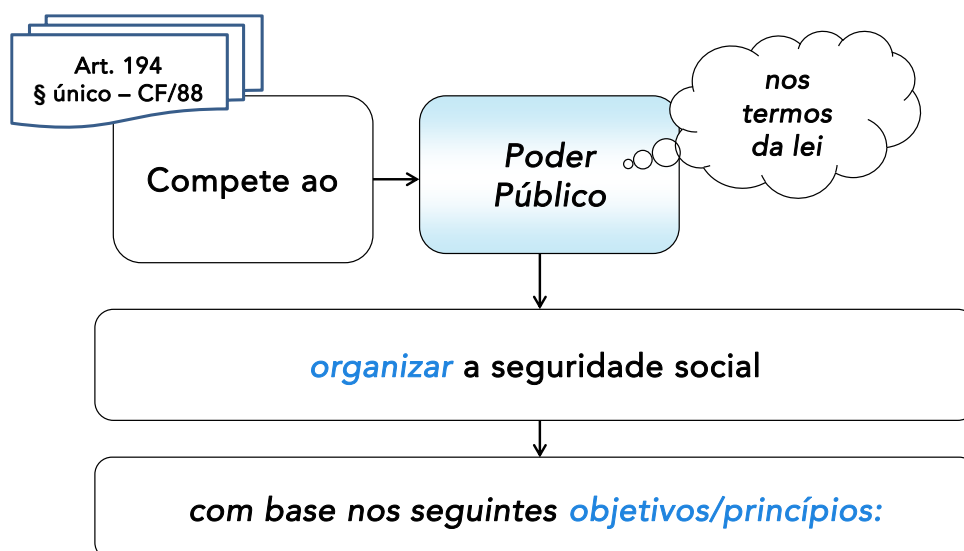 Art. 194
§ único – CF/88
Compete ao
Poder
Público
nos
termos
da lei
organizar a seguridade social
com base nos seguintes objetivos/princípios: